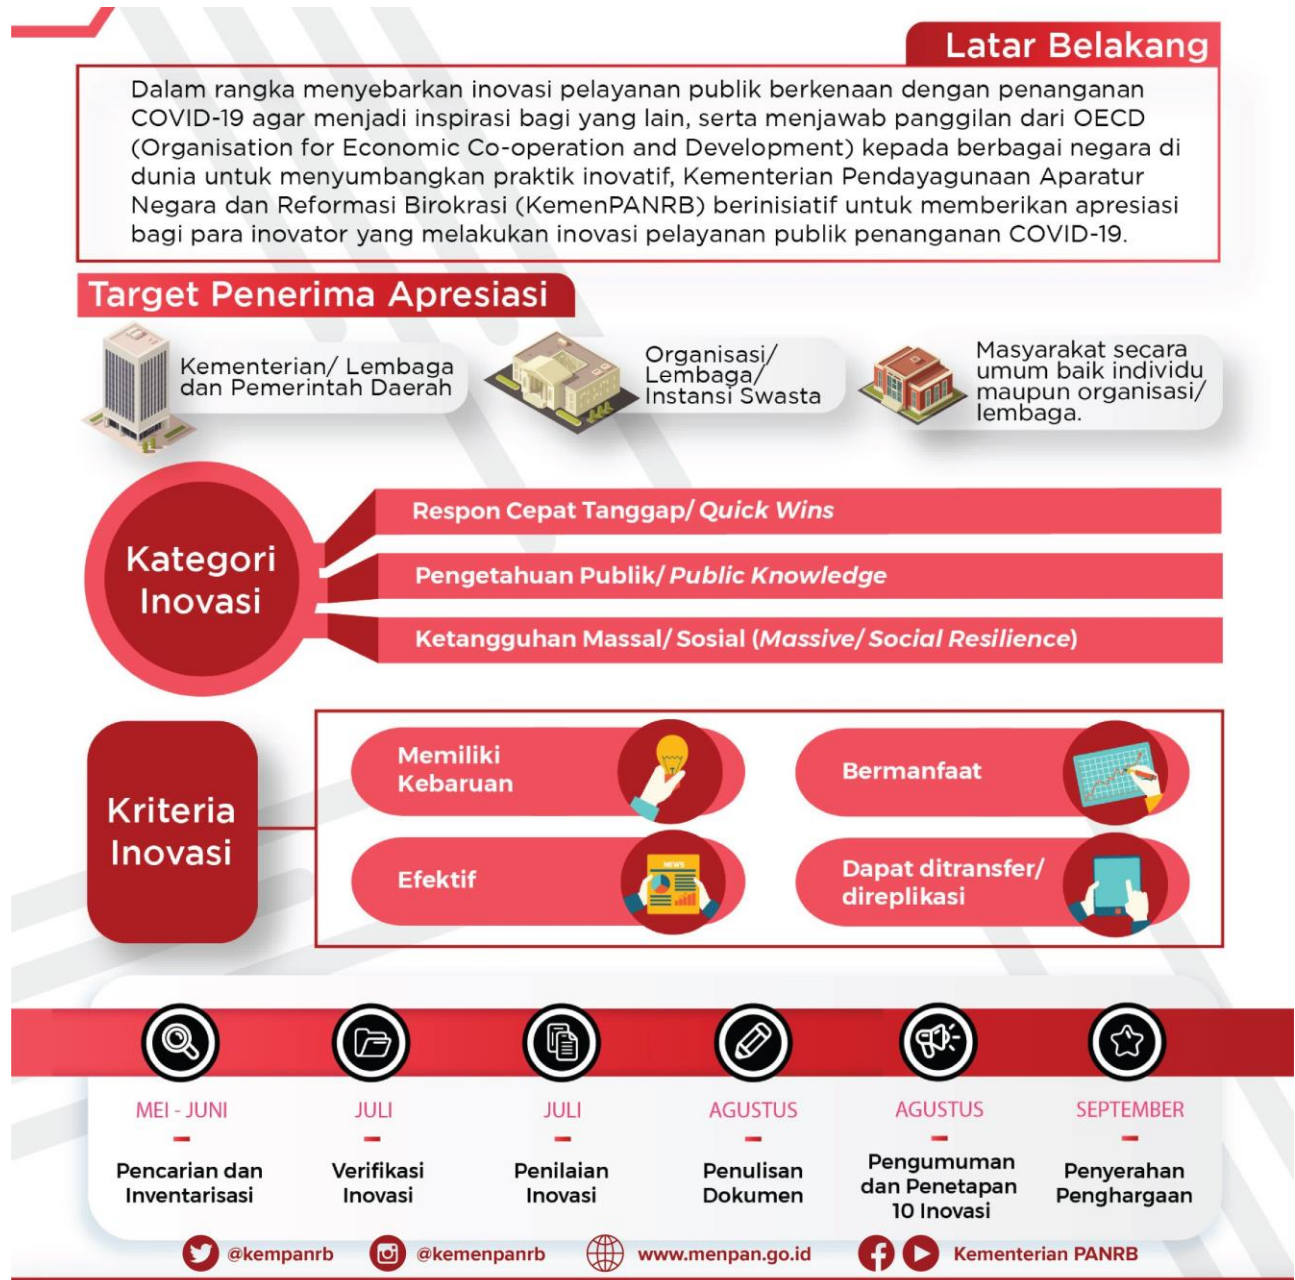 Latar Belakang
Dalam rangka menyebarkan inovasi pelayanan publik berkenaan dengan penanganan
COVID-19 agar menjadi inspirasi bagi yang lain, serta menjawab panggilan dari OECD
(Organisation for Economic Co-operation and Development) kepada berbagai negara di
dunia untuk menyumbangkan praktik inovatif, Kementerian Pendayagunaan Aparatur
Negara dan Reformasi Birokrasi (KemenPANRB) berinisiatif untuk memberikan apresiasi
bagi para inovator yang melakukan inovasi pelayanan publik penanganan COVID-19.
Target Penerima Apresiasi
Kementerian/ Lembaga
dan Pemerintah Daerah
Organisasi/
Lembaga/
Instansi Swasta
Masyarakat secara
umum baik individu
maupun organisasi/
lembaga.
Kategori
Inovasi
Respon Cepat Tanggap/ Quick Wins
Pengetahuan Publik/ Public Knowledge
Ketangguhan Massal/ Sosial (Massive/ Social Resilience)
Kriteria
Inovasi
Memiliki
Kebaruan
Bermanfaat
Efektif
NEWS
Dapat ditransfer/
direplikasi
MEI - JUNI
Pencarian dan
Inventarisasi
JULI
Verifikasi
Inovasi
JULI
Penilaian
Inovasi
AGUSTUS
Penulisan
Dokumen
AGUSTUS
Pengumuman
dan Penetapan
10 Inovasi
SEPTEMBER
Penyerahan
Penghargaan
@kempanrb
@kemenpanrb
www.menpan.go.id
Kementerian PANRB